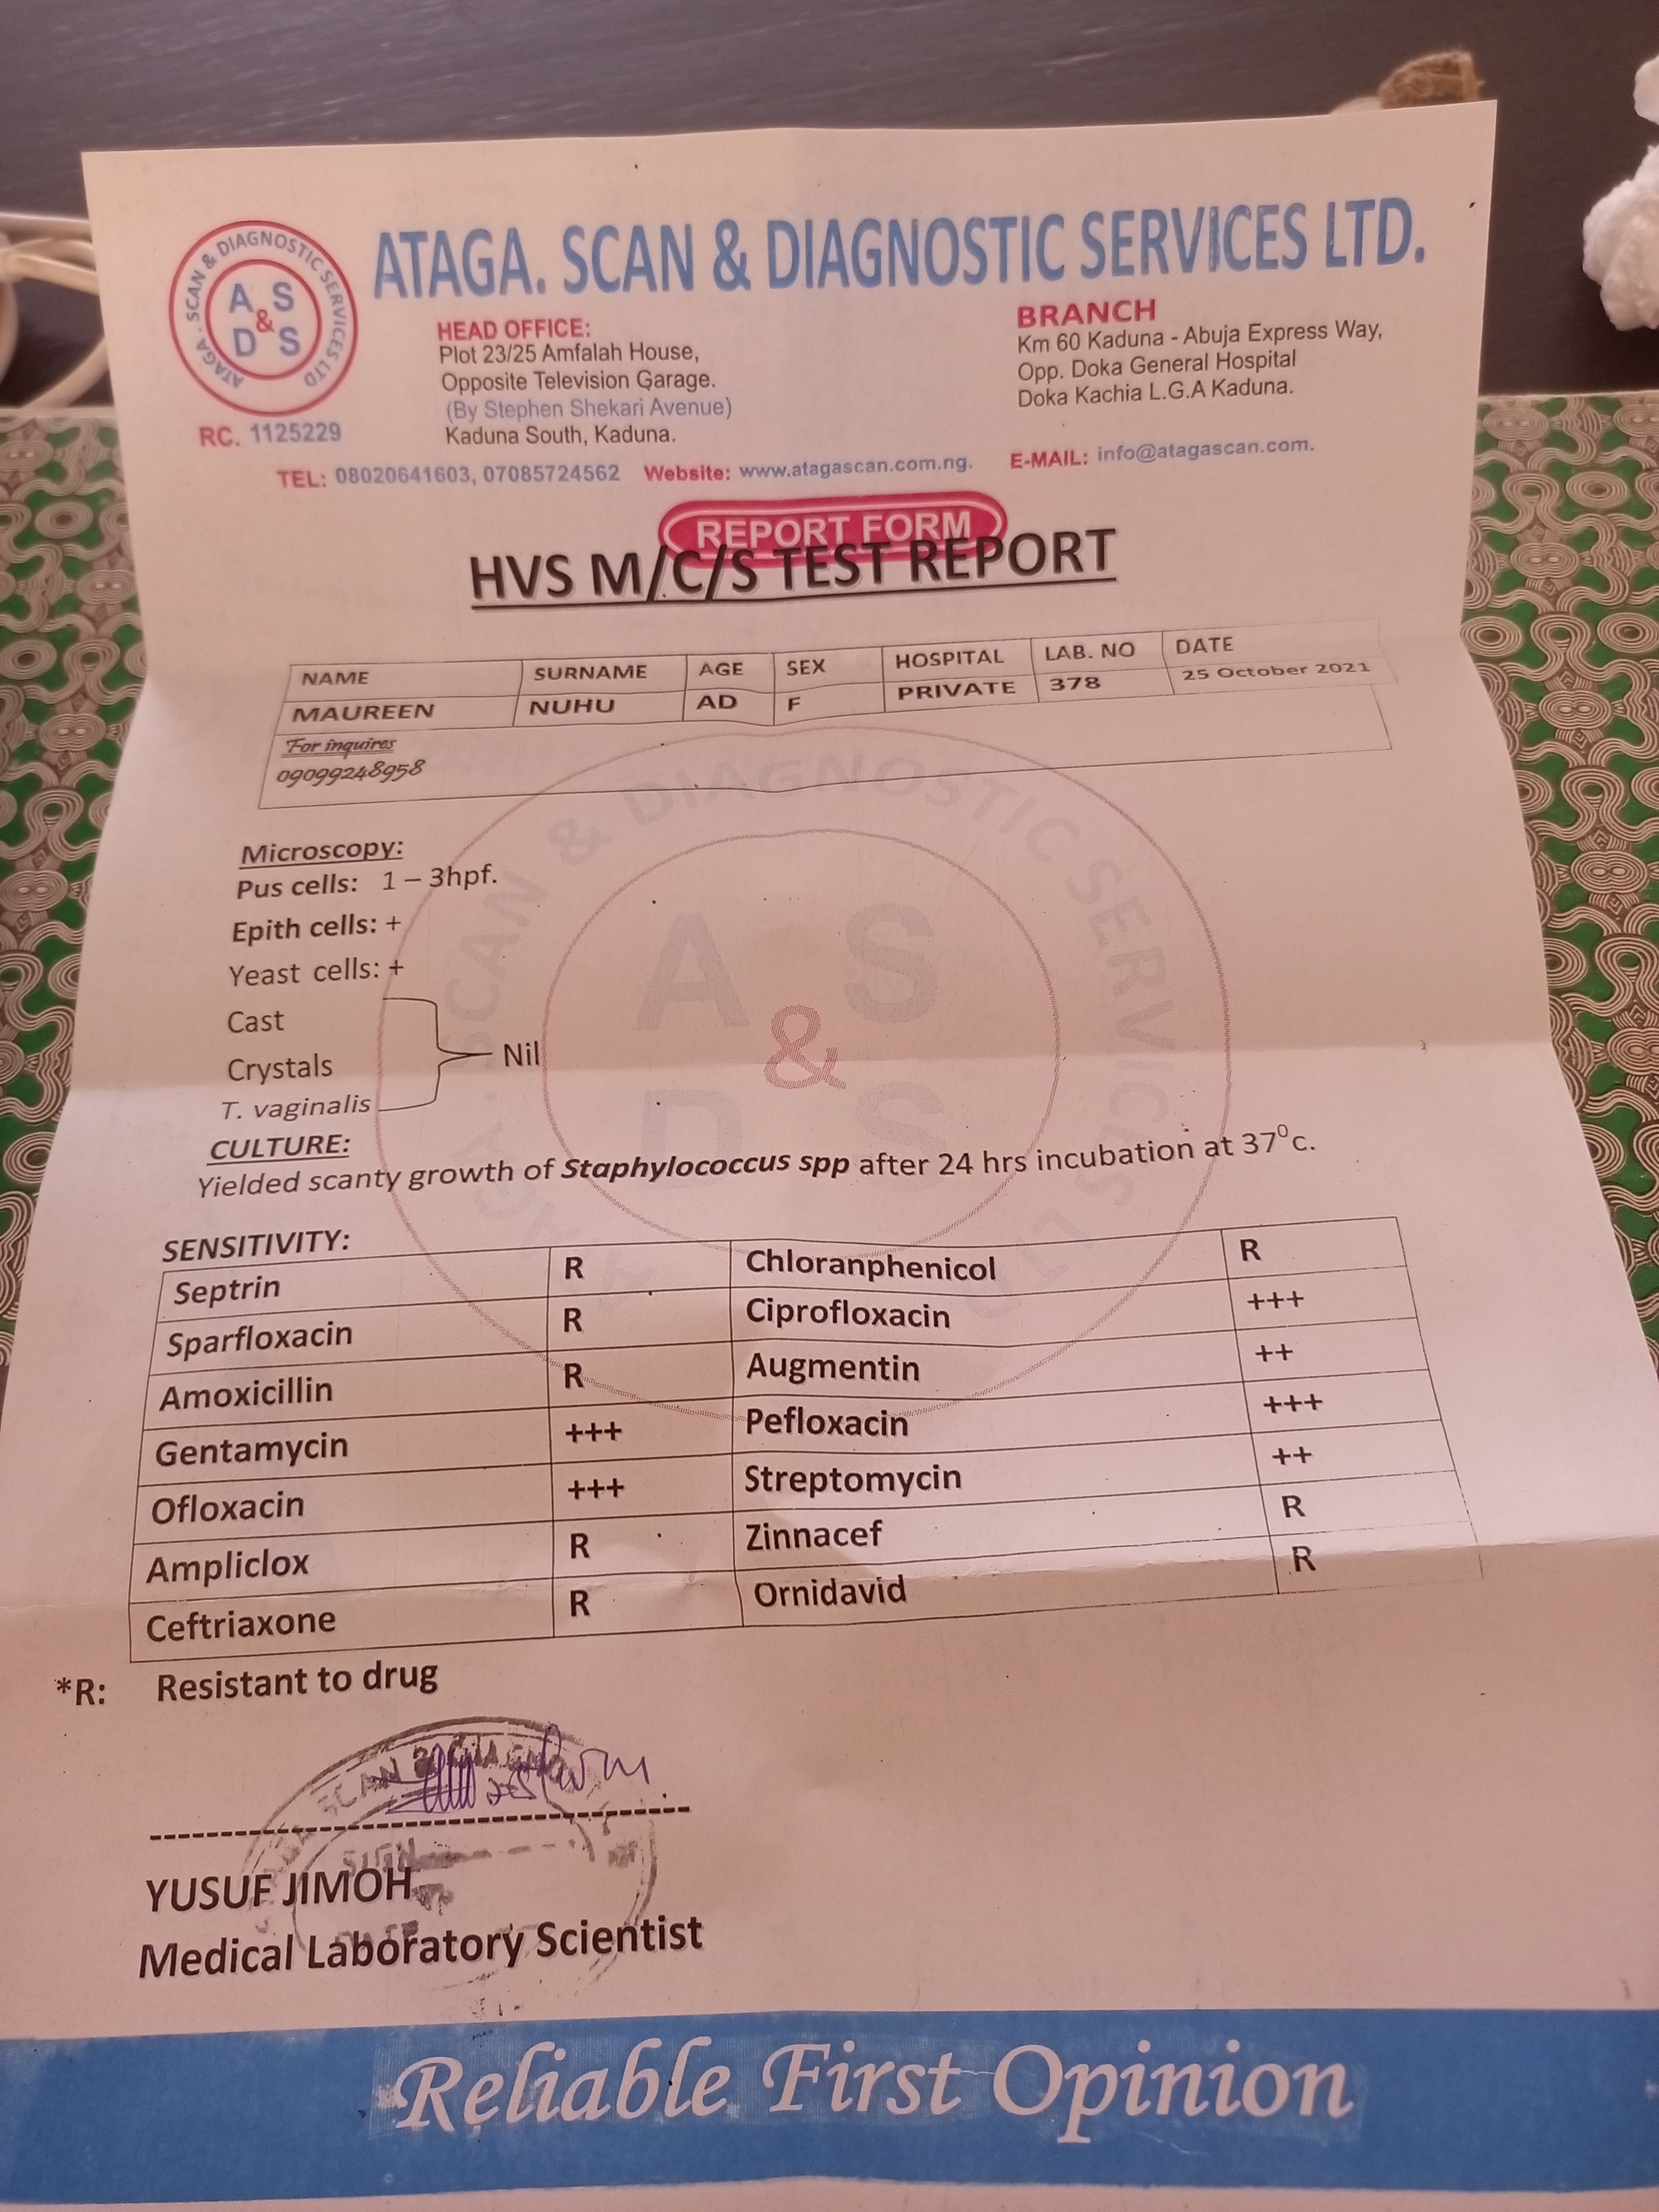 ATAGA. SCAN & DIAGNOSTIC SERVICES LTD.
ATAGA. SCAN & DIAGNOSTIC SERVICES LTD
A & S
D S
RC. 1125229
HEAD OFFICE:
Plot 23/25 Amfalah House,
Opposite Television Garage.
(By Stephen Shekari Avenue)
Kaduna South, Kaduna.
BRANCH
Km 60 Kaduna - Abuja Express Way,
Opp. Doka General Hospital
Doka Kachia L.G.A Kaduna.
TEL: 08020641603, 07085724562 Website: www.atagascan.com.ng. E-MAIL: info@atagascan.com.
REPORT FORM
HVS M/C/S TEST REPORT
NAME SURNAME AGE SEX HOSPITAL LAB. NO DATE
MAUREEN NUHU AD F PRIVATE 378 25 October 2021
For inquires
09099248958
Microscopy:
Pus cells: 1 – 3hpf.
Epith cells: +
Yeast cells: +
Cast
Crystals Nil
T. vaginalis
CULTURE:
Yielded scanty growth of Staphylococcus spp after 24 hrs incubation at 37⁰c.
SENSITIVITY:
Septrin R Chloranphenicol R
Sparfloxacin R Ciprofloxacin +++
Amoxicillin R Augmentin ++
Gentamycin +++ Pefloxacin +++
Ofloxacin +++ Streptomycin ++
Ampliclox R Zinnacef R
Ceftriaxone R Ornidavid R
*R: Resistant to drug
YUSUF JIMOH
Medical Laboratory Scientist
Reliable First Opinion